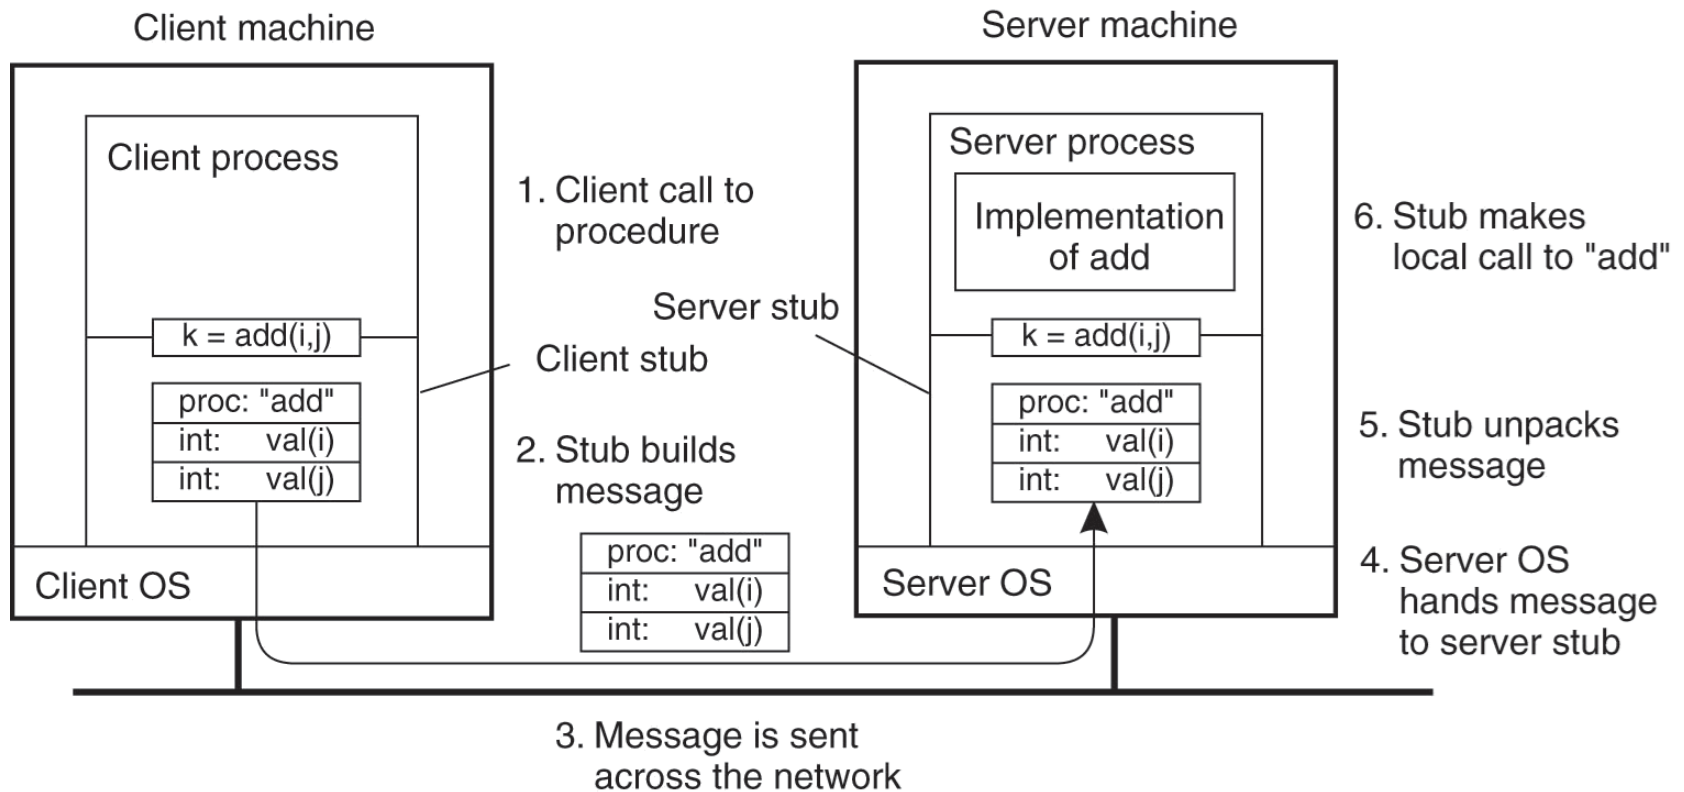 Client machine
Server machine
Client process
Server process
Implementation
of add
1. Client call to
procedure
6. Stub makes
local call to "add"
Server stub
k = add(i,j)
k = add(i,j)
Client stub
proc: "add"
int: val(i)
int: val(j)
proc: "add"
int: val(i)
int: val(j)
2. Stub builds
message
5. Stub unpacks
message
proc: "add"
int: val(i)
int: val(j)
Client OS
Server OS
4. Server OS
hands message
to server stub
3. Message is sent
across the network